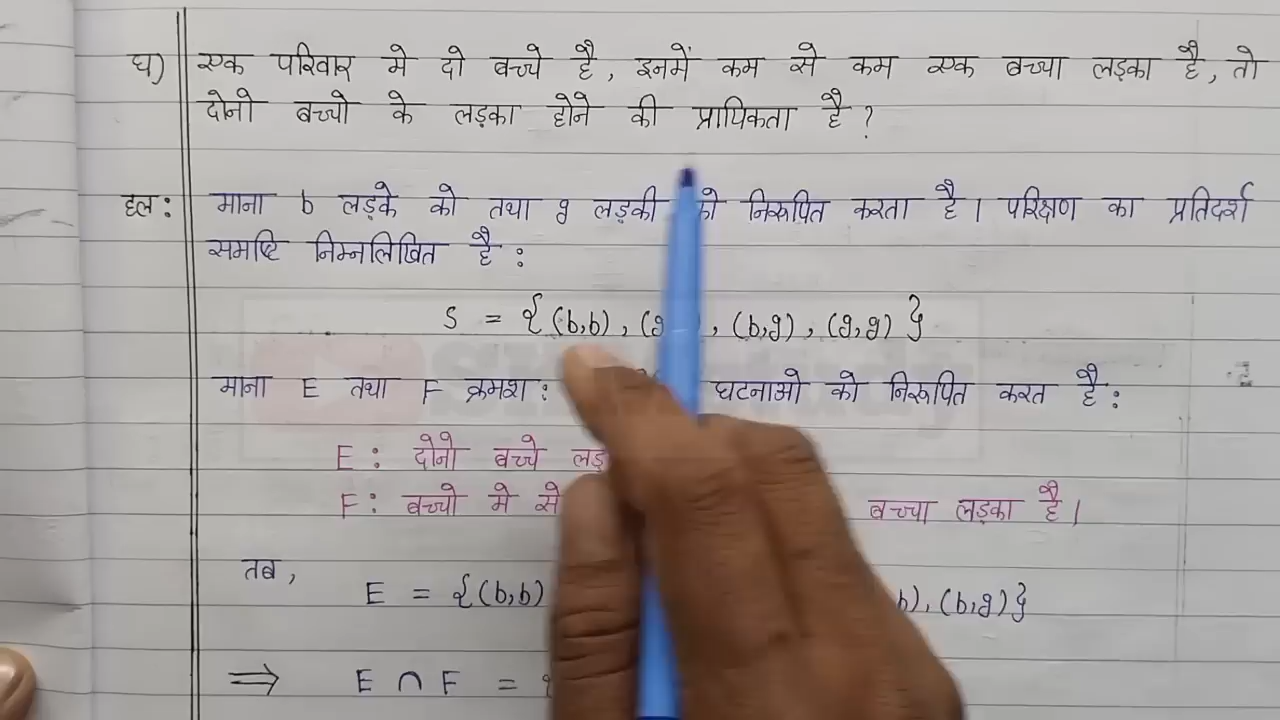 घ) एक परिवार मे दो बच्चे है, इनमें कम से कम एक बच्चा लड़का है, तो
दोनो बच्चो के लड़का होने की प्रायिकता है?
हल: माना b लड़के को तथा g लड़की को निरूपित करता है। परिक्षण का प्रतिदर्श
समष्टि निम्नलिखित है:
S = {(b,b), (g , (b,g), (g,g)}
माना E तथा F क्रमश: घटनाओ को निरूपित करत है:
E: दोनो बच्चे
F: बच्चो मे से बच्चा लड़का है।
तब,
E = {(b,b) b), (b,g)}
⇒ E ∩ F =